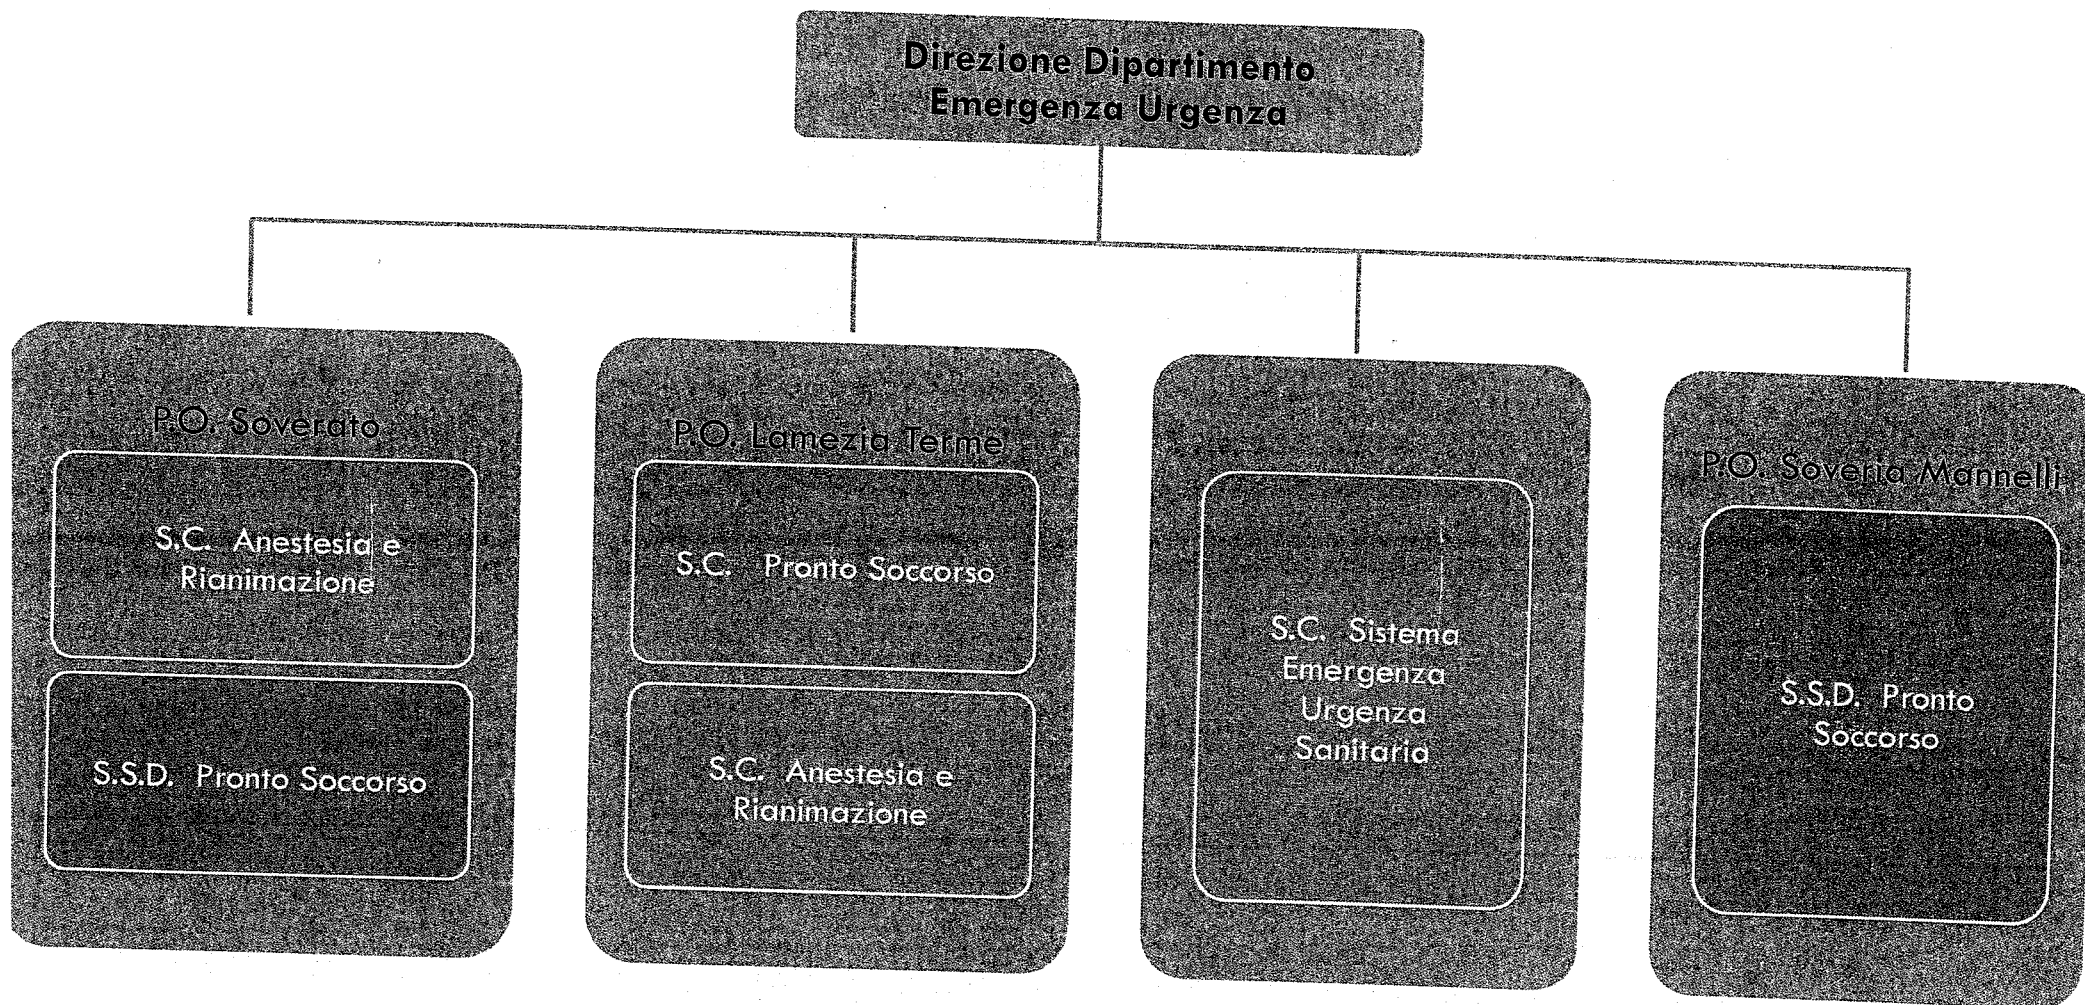 Direzione Dipartimento
Emergenza Urgenza
P.O. Soverato
S.C. Anestesia e
Rianimazione
S.S.D. Pronto Soccorso
P.O. Lamezia Terme
S.C. Pronto Soccorso
S.C. Anestesia e
Rianimazione
S.C. Sistema
Emergenza
Urgenza
Sanitaria
P.O. Soveria Mannelli
S.S.D. Pronto
Soccorso